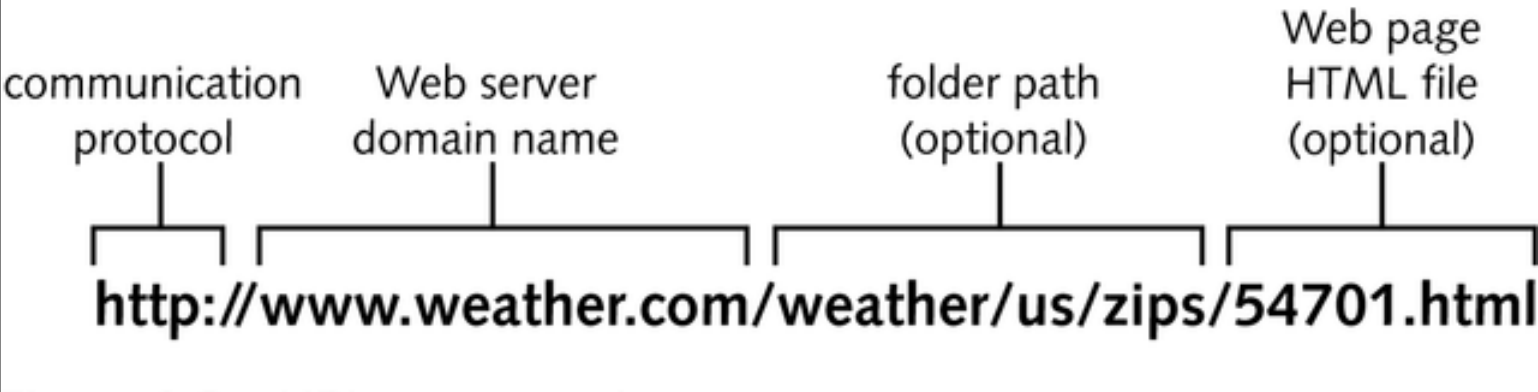 communication
protocol
Web server
domain name
folder path
(optional)
Web page
HTML file
(optional)
http://www.weather.com/weather/us/zips/54701.html